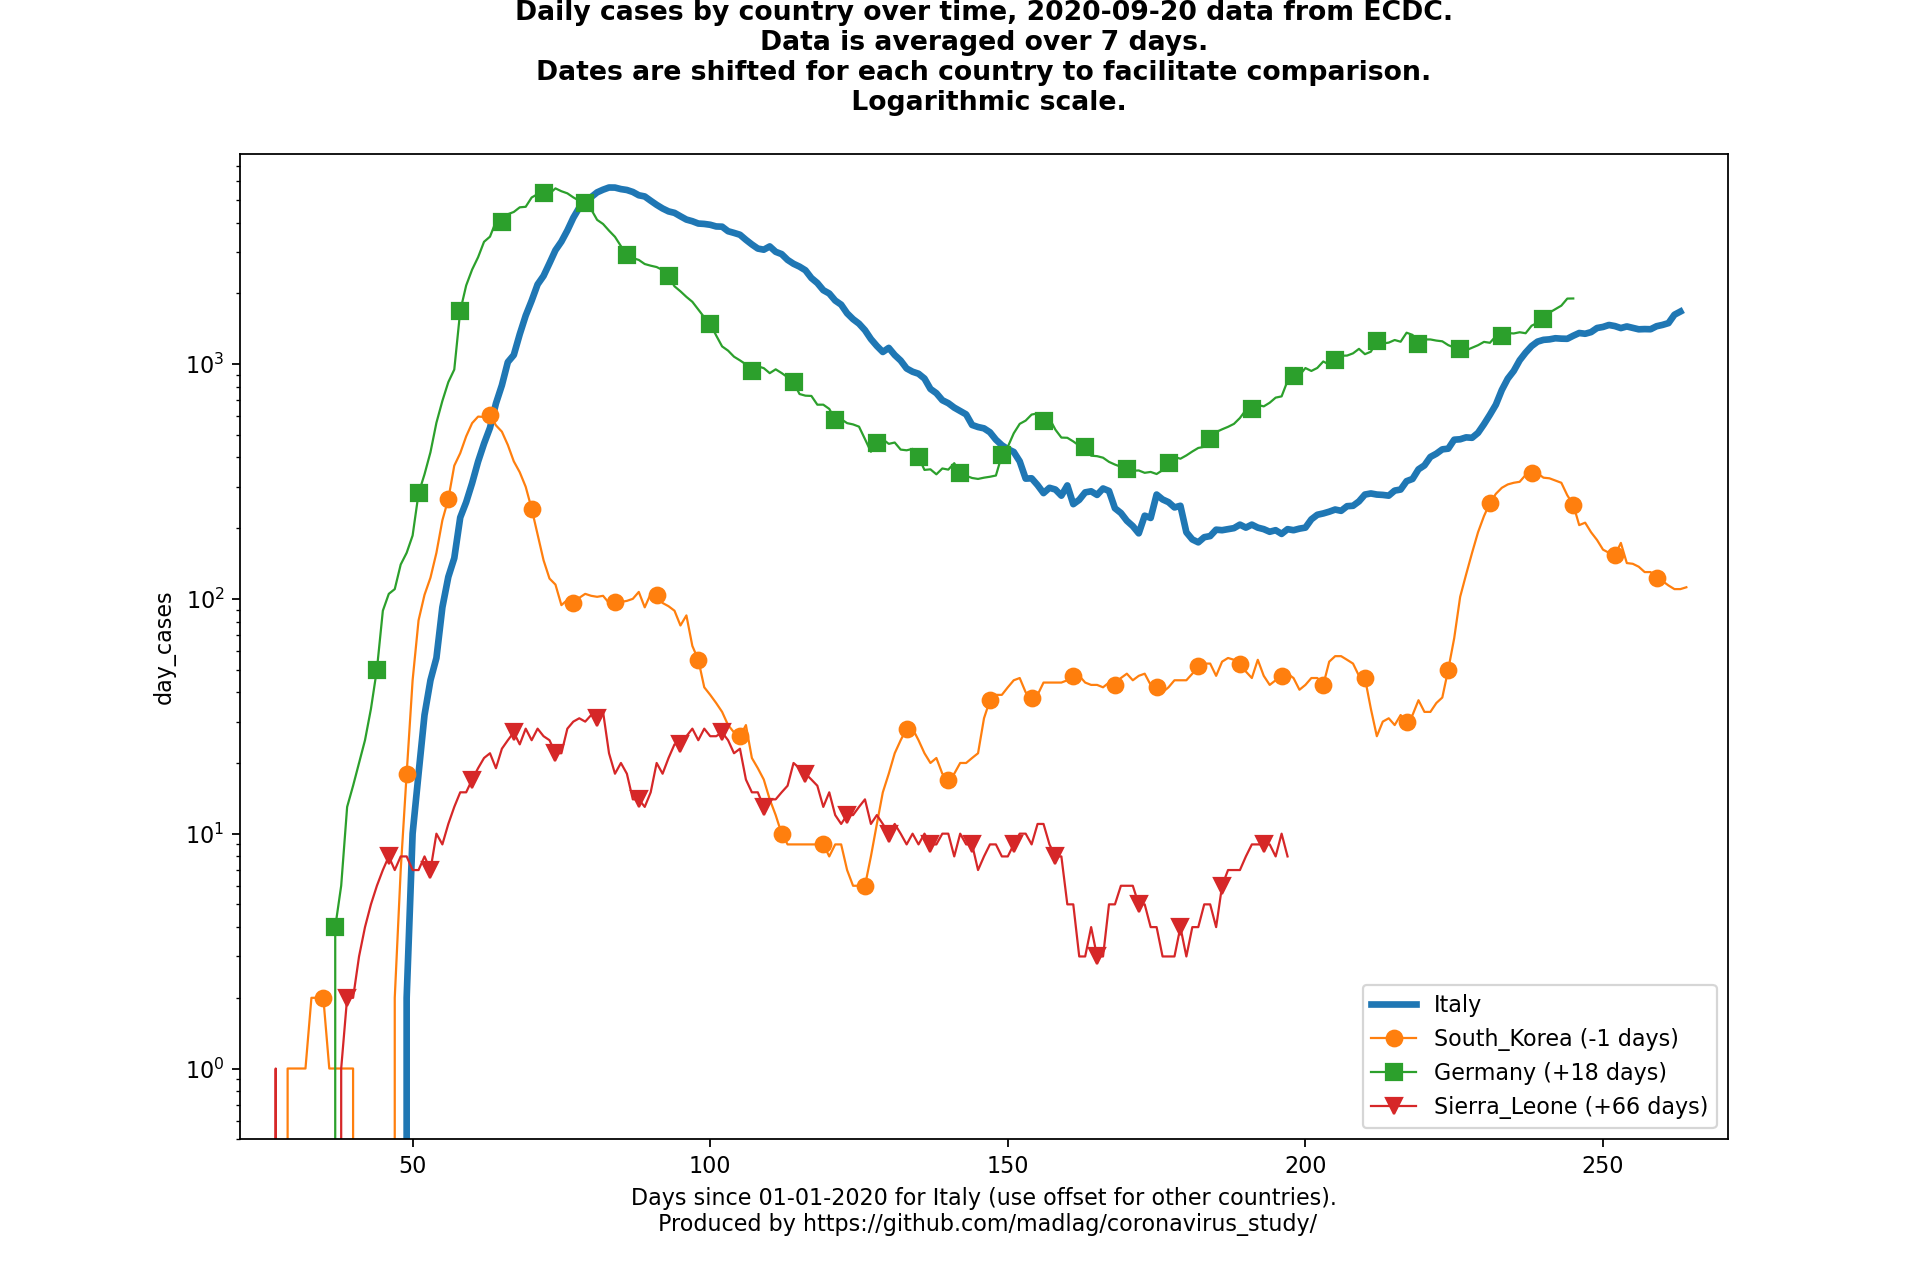 Daily cases by country over time, 2020-09-20 data from ECDC.
Data is averaged over 7 days.
Dates are shifted for each country to facilitate comparison.
Logarithmic scale.
10³
10²
10¹
10⁰
day_cases
50 100 150 200 250
Italy
South_Korea (-1 days)
Germany (+18 days)
Sierra_Leone (+66 days)
Days since 01-01-2020 for Italy (use offset for other countries).
Produced by https://github.com/madlag/coronavirus_study/